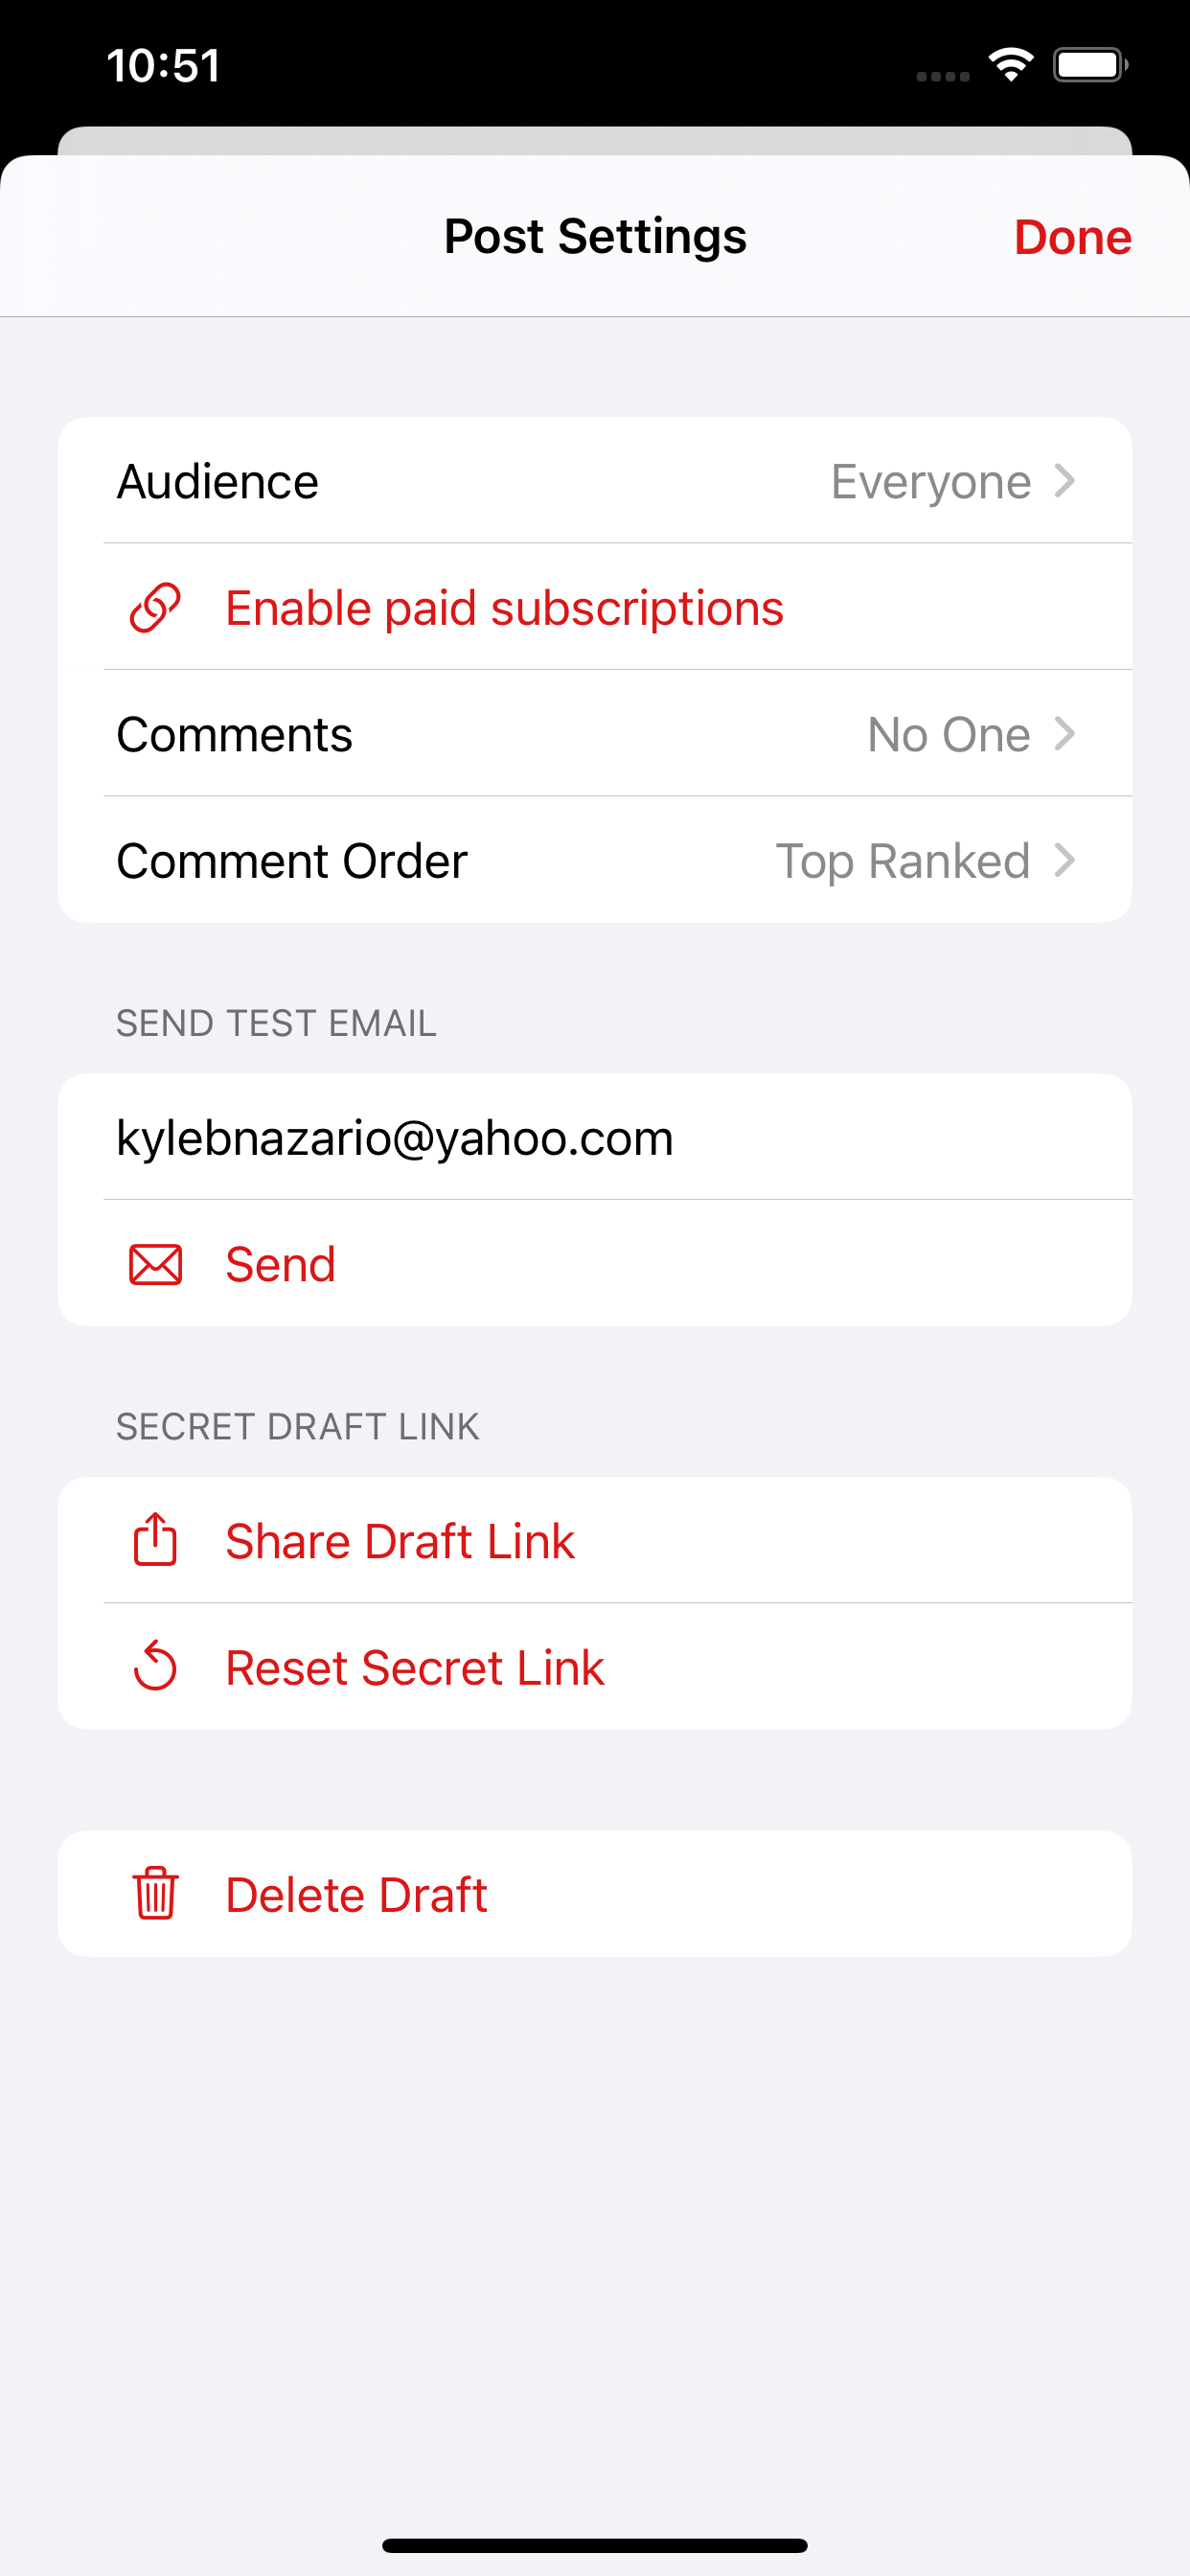 10:51
Post Settings
Done
Audience
Everyone
Enable paid subscriptions
Comments
No One
Comment Order
Top Ranked
SEND TEST EMAIL
kylebnazario@yahoo.com
Send
SECRET DRAFT LINK
Share Draft Link
Reset Secret Link
Delete Draft